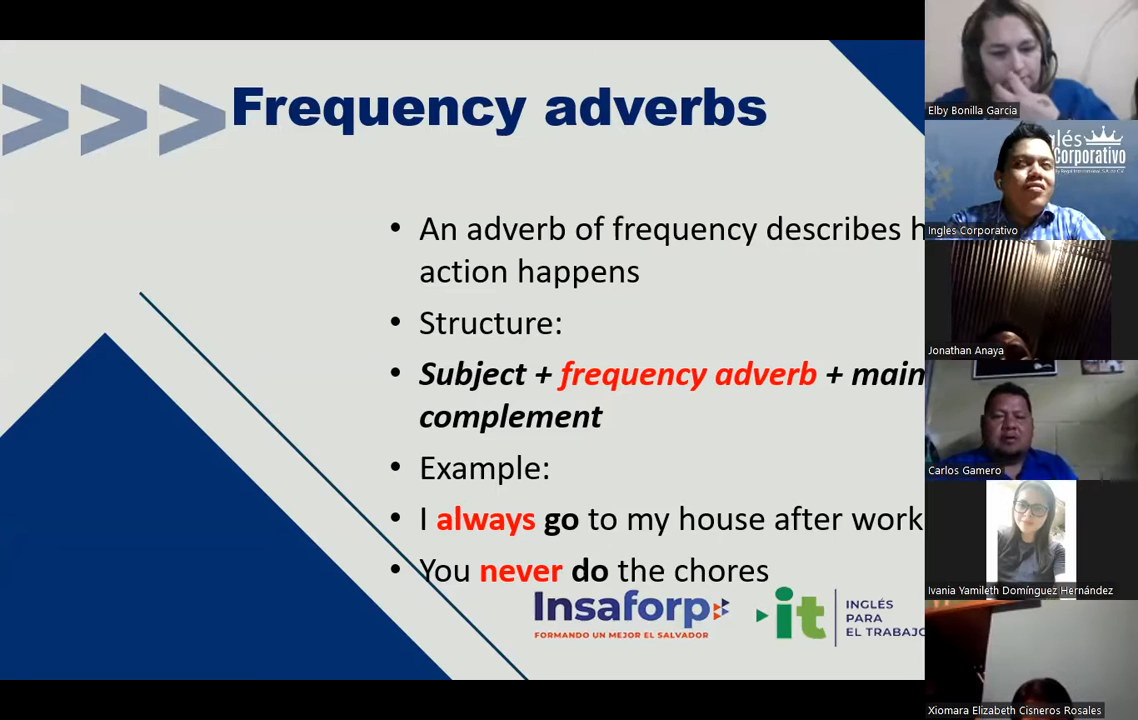 >>> Frequency adverbs
• An adverb of frequency describes h
action happens
• Structure:
• Subject + frequency adverb + main
complement
• Example:
• I always go to my house after work
• You never do the chores
Insaforp
FORMANDO UN MEJOR EL SALVADOR
it
INGLÉS
PARA
EL TRABAJO
Elby Bonilla Garcia
glés
Corporativo
Ingles Corporativo
Jonathan Anaya
Carlos Gamero
Ivania Yamileth Domínguez Hernández
Xiomara Elizabeth Cisneros Rosales